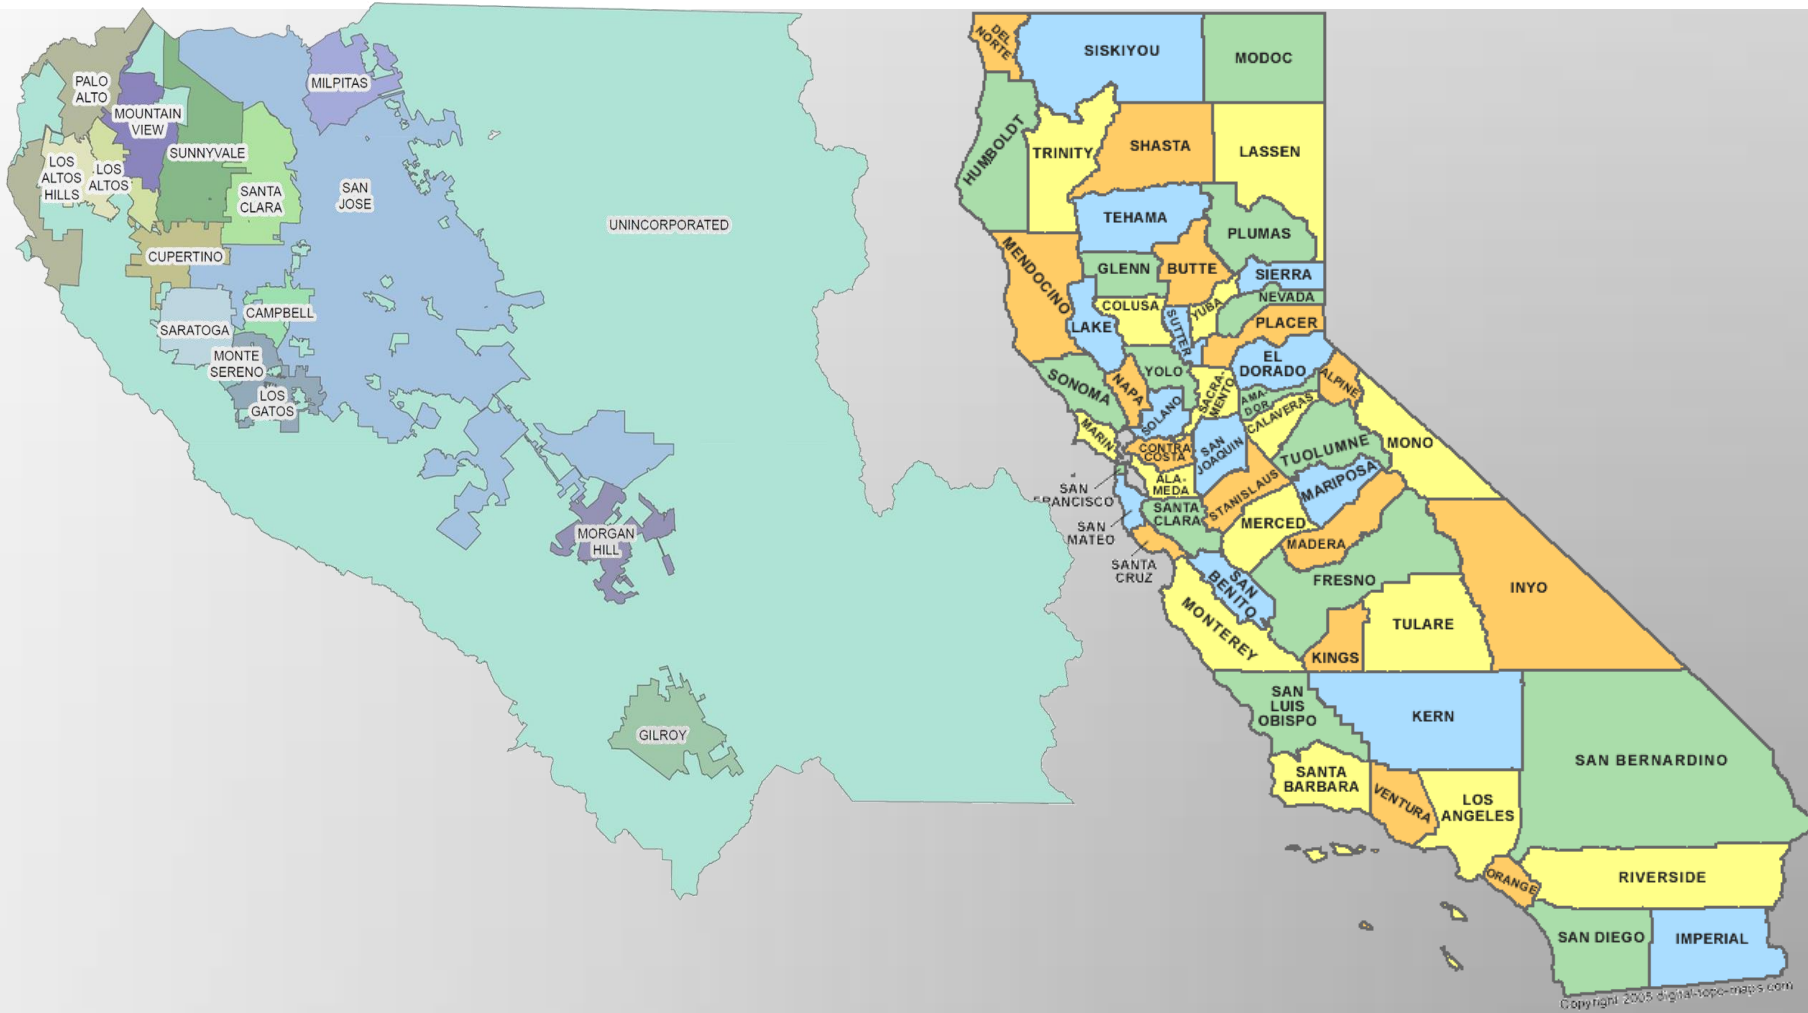 PALO
ALTO
MOUNTAIN
VIEW
MILPITAS
LOS
ALTOS
HILLS
LOS
ALTOS
SUNNYVALE
SANTA
CLARA
SAN
JOSE
UNINCORPORATED
CUPERTINO
SARATOGA
CAMPBELL
MONTE
SERENO
LOS
GATOS
MORGAN
HILL
GILROY
DEL
NORTE
SISKIYOU
MODOC
HUMBOLDT
TRINITY
SHASTA
LASSEN
TEHAMA
PLUMAS
MENDOCINO
GLENN
BUTTE
SIERRA
COLUSA
YUBA
NEVADA
LAKE
SUTTER
PLACER
SONOMA
NAPA
YOLO
EL
DORADO
ALPINE
SACRA-
MENTO
AMA-
DOR
SOLANO
CALAVERAS
MARIN
CONTRA
COSTA
SAN
JOAQUIN
TUOLUMNE
MONO
SAN
FRANCISCO
ALA-
MEDA
STANISLAUS
MARIPOSA
SAN
MATEO
SANTA
CLARA
MERCED
MADERA
SANTA
CRUZ
SAN
BENITO
FRESNO
INYO
MONTEREY
KINGS
TULARE
SAN
LUIS
OBISPO
KERN
SAN BERNARDINO
SANTA
BARBARA
VENTURA
LOS
ANGELES
ORANGE
RIVERSIDE
SAN DIEGO
IMPERIAL
Copyright 2005 digital-topo-maps.com